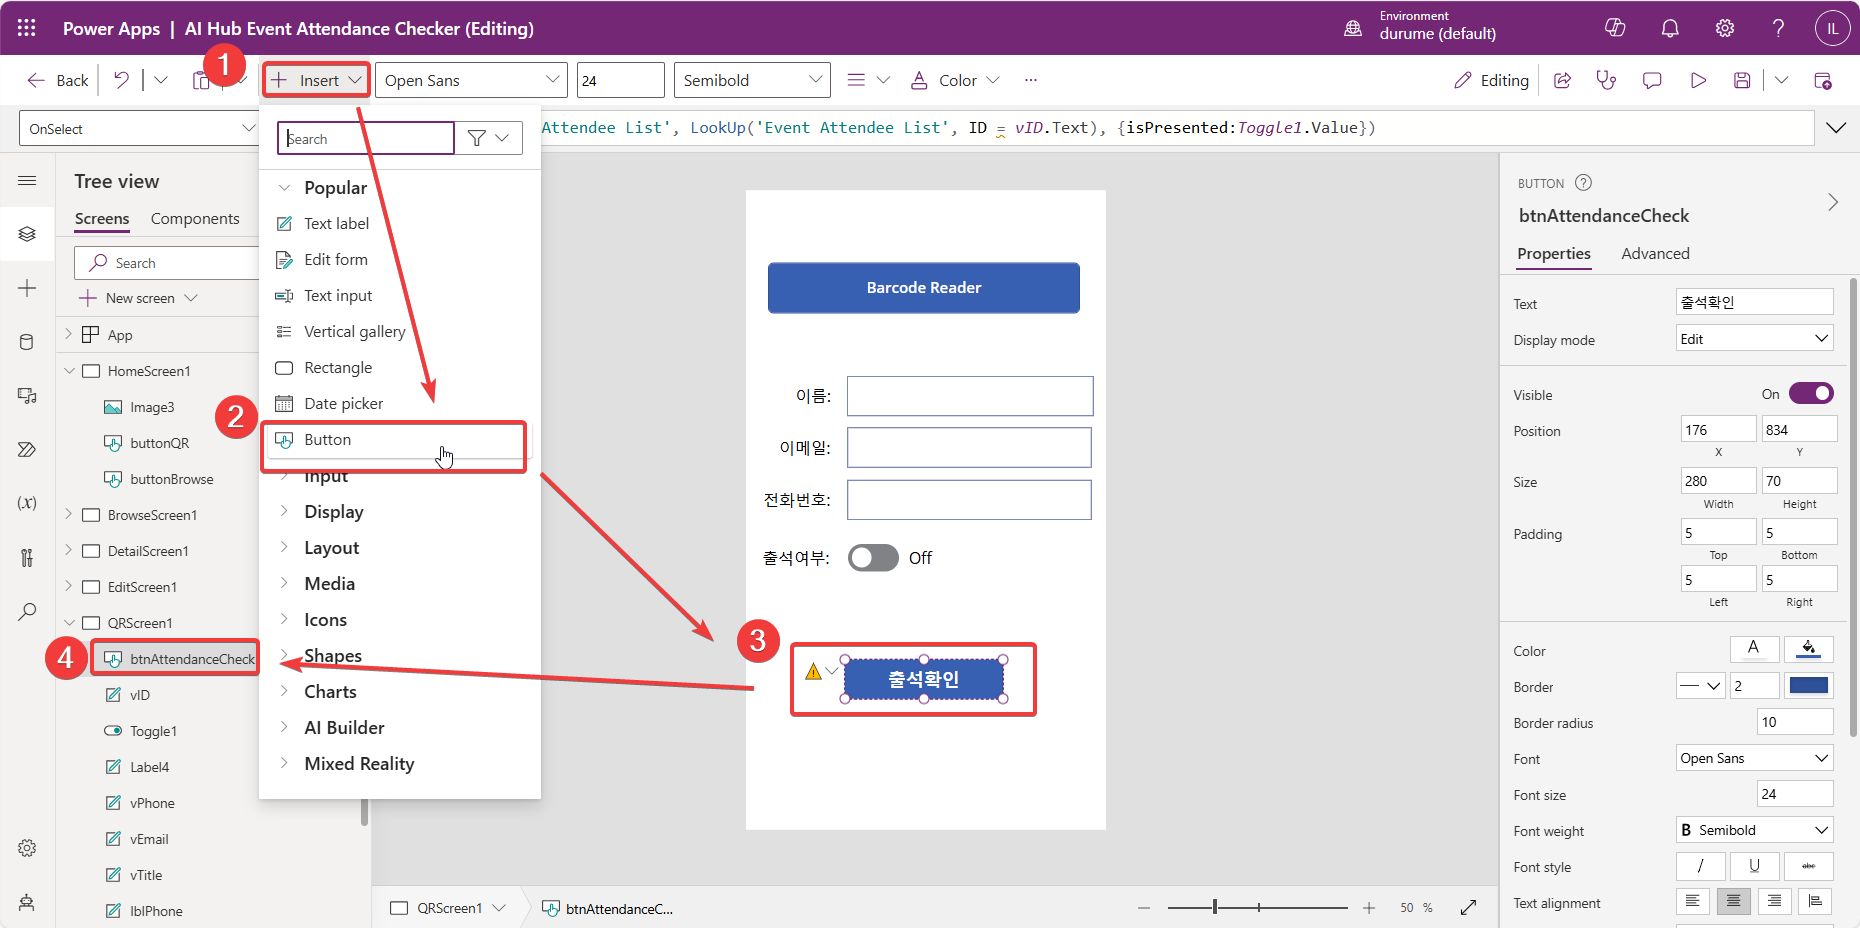 Power Apps | AI Hub Event Attendance Checker (Editing)
Environment
durume (default)
IL
1
Back
Insert
Open Sans
24
Semibold
Color
Editing
OnSelect
Attendee List', LookUp('Event Attendee List', ID = vID.Text), {isPresented:Toggle1.Value})
Tree view
Screens
Components
Search
New screen
App
HomeScreen1
Image3
buttonQR
buttonBrowse
BrowseScreen1
DetailScreen1
EditScreen1
QRScreen1
4
btnAttendanceCheck
vID
Toggle1
Label4
vPhone
vEmail
vTitle
lblPhone
(x)
Search
Popular
Text label
Edit form
Text input
Vertical gallery
Rectangle
Date picker
2
Button
Input
Display
Layout
Media
Icons
Shapes
Charts
AI Builder
Mixed Reality
Barcode Reader
이름:
이메일:
전화번호:
출석여부:
Off
3
출석확인
QRScreen1
btnAttendanceC...
50 %
BUTTON
btnAttendanceCheck
Properties
Advanced
Text
출석확인
Display mode
Edit
Visible
On
Position
176
834
X
Y
Size
280
70
Width
Height
Padding
5
5
Top
Bottom
5
5
Left
Right
Color
A
Border
2
Border radius
10
Font
Open Sans
Font size
24
Font weight
B Semibold
Font style
/
U
abc
Text alignment